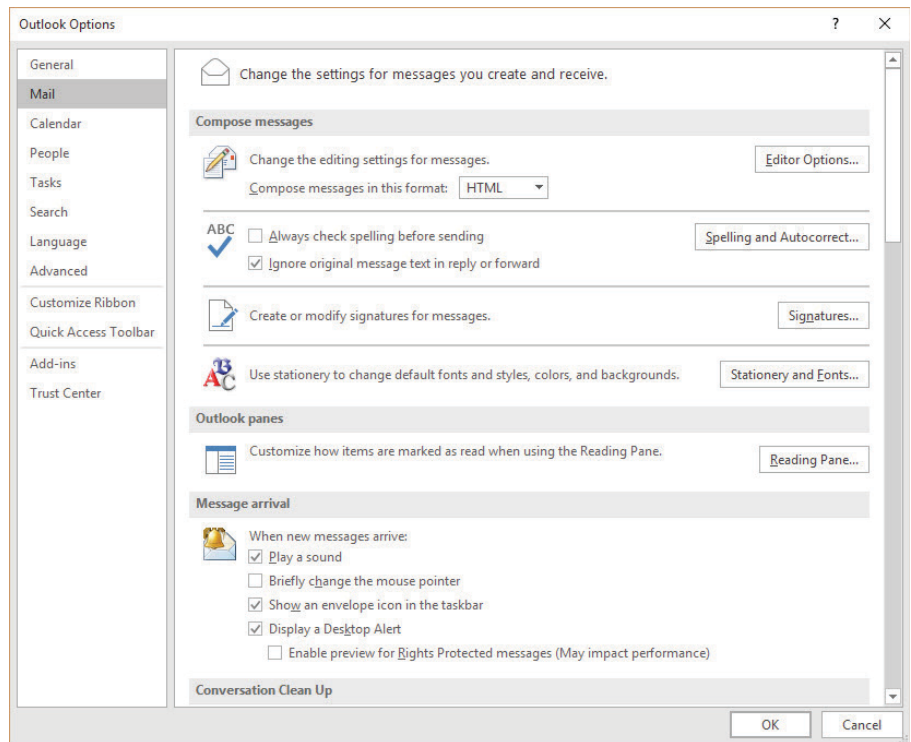 Outlook Options
? ×
General
Mail
Calendar
People
Tasks
Search
Language
Advanced
Customize Ribbon
Quick Access Toolbar
Add-ins
Trust Center
Change the settings for messages you create and receive.
Compose messages
Change the editing settings for messages.
Editor Options...
Compose messages in this format: HTML
ABC
Always check spelling before sending
Spelling and Autocorrect...
Ignore original message text in reply or forward
Create or modify signatures for messages.
Signatures...
Use stationery to change default fonts and styles, colors, and backgrounds.
Stationery and Fonts...
Outlook panes
Customize how items are marked as read when using the Reading Pane.
Reading Pane...
Message arrival
When new messages arrive:
Play a sound
Briefly change the mouse pointer
Show an envelope icon in the taskbar
Display a Desktop Alert
Enable preview for Rights Protected messages (May impact performance)
Conversation Clean Up
OK
Cancel